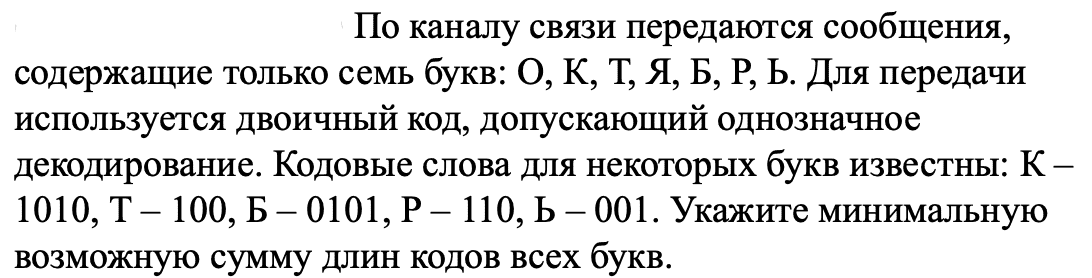 По каналу связи передаются сообщения,
содержащие только семь букв: О, К, Т, Я, Б, Р, Ь. Для передачи
используется двоичный код, допускающий однозначное
декодирование. Кодовые слова для некоторых букв известны: К –
1010, Т – 100, Б – 0101, Р – 110, Ь – 001. Укажите минимальную
возможную сумму длин кодов всех букв.